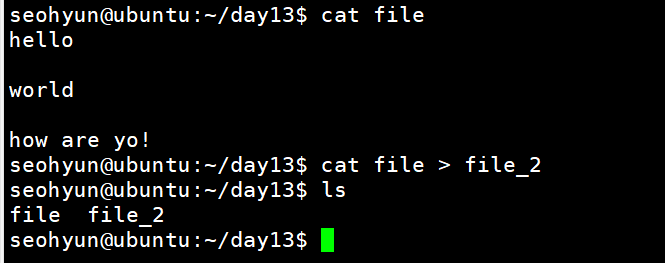 seohyun@ubuntu:~/day13$ cat file
hello

world

how are yo!
seohyun@ubuntu:~/day13$ cat file > file_2
seohyun@ubuntu:~/day13$ ls
file  file_2
seohyun@ubuntu:~/day13$